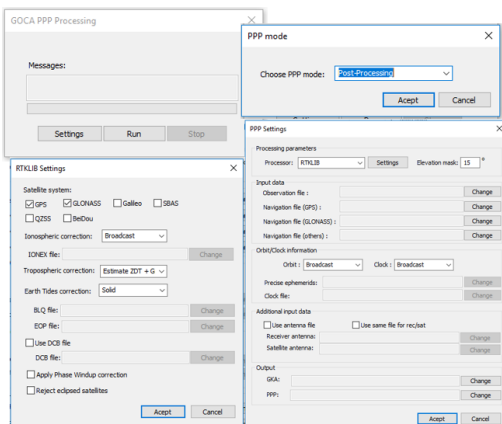 GOCA PPP Processing
Messages:
Settings Run Stop
PPP mode
Choose PPP mode: Post-Processing
Acept Cancel
RTKLIB Settings
Satellite system:
GPS GLONASS Galileo SBAS
QZSS BeiDou
Ionospheric correction: Broadcast
IONEX file: Change
Tropospheric correction: Estimate ZDT + G
Earth Tides correction: Solid
BLQ file: Change
EOP file: Change
Use DCB file
DCB file: Change
Apply Phase Windup correction
Reject eclipsed satellites
Acept Cancel
PPP Settings
Processing parameters
Processor: RTKLIB Settings Elevation mask: 15 °
Input data
Observation file : Change
Navigation file (GPS) : Change
Navigation file (GLONASS) : Change
Navigation file (others) : Change
Orbit/Clock information
Orbit : Broadcast Clock : Broadcast
Precise ephemerids: Change
Clock file: Change
Additional input data
Use antenna file Use same file for rec/sat
Receiver antenna: Change
Satellite antenna: Change
Output
GKA: Change
PPP: Change
Acept Cancel